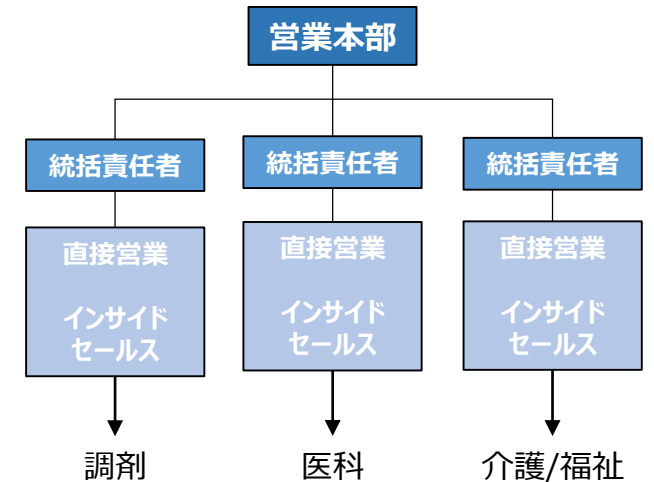 営業本部
統括責任者
統括責任者
統括責任者
直接営業
インサイド
セールス
直接営業
インサイド
セールス
直接営業
インサイド
セールス
調剤
医科
介護/福祉